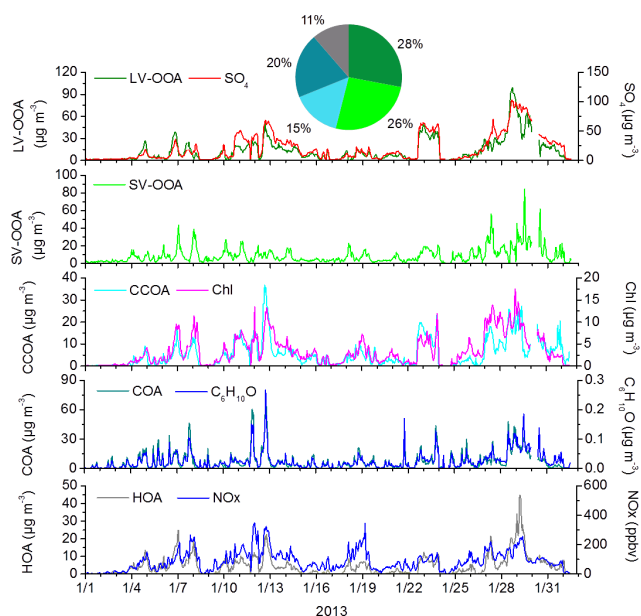 11%
28%
20%
15%
26%
LV-OOA SO₄
120
90
60
30
0
LV-OOA
(µg m⁻³)
150
100
50
0
SO₄ (µg m⁻³)
SV-OOA
100
80
60
40
20
0
SV-OOA
(µg m⁻³)
CCOA Chl
40
30
20
10
0
CCOA (µg m⁻³)
20
15
10
5
0
Chl (µg m⁻³)
COA C₆H₁₀O
90
60
30
0
COA (µg m⁻³)
0.3
0.2
0.1
0.0
C₆H₁₀O (µg m⁻³)
HOA NOx
50
40
30
20
10
0
HOA (µg m⁻³)
600
400
200
0
NOx (ppbv)
1/1 1/4 1/7 1/10 1/13 1/16 1/19 1/22 1/25 1/28 1/31
2013